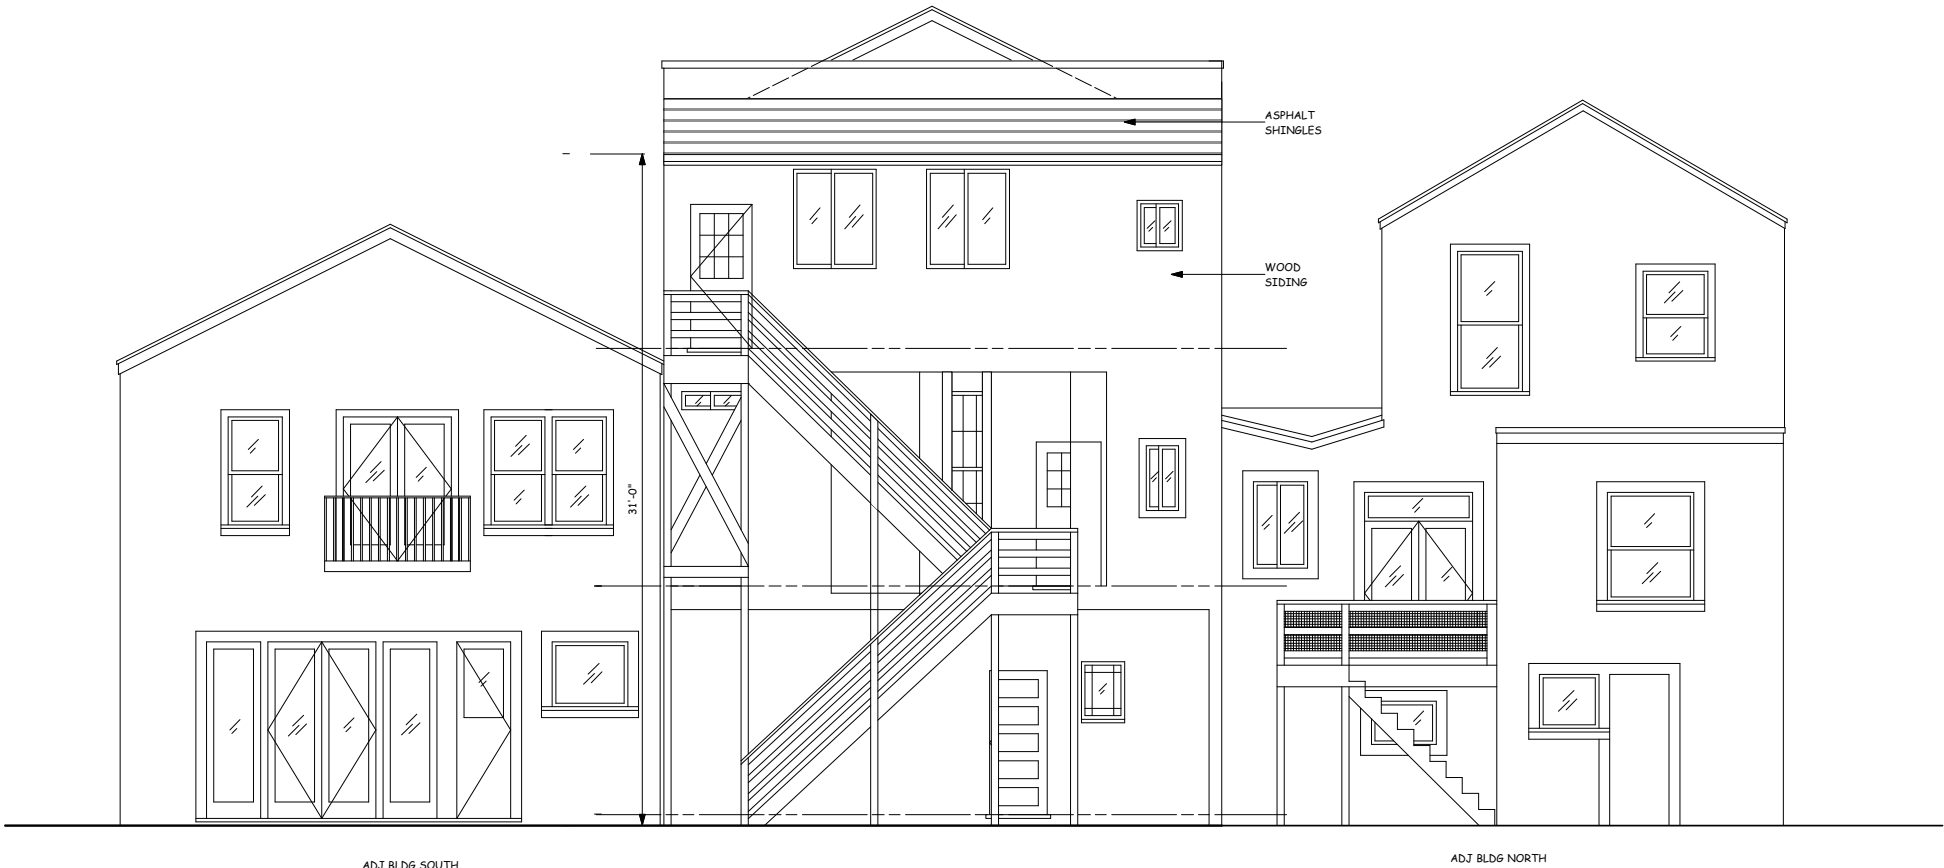 ASPHALT
SHINGLES
WOOD
SIDING
31'-0"
ADJ BLDG SOUTH
ADJ BLDG NORTH